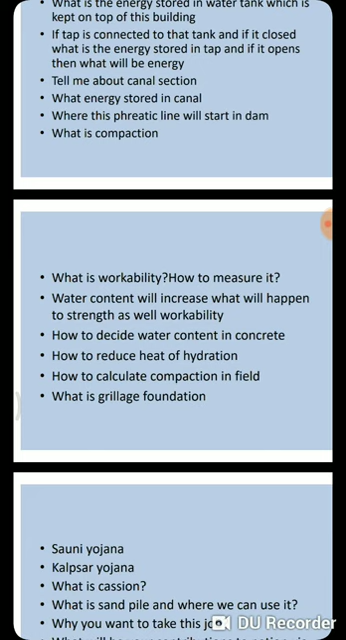 • What is the energy stored in water tank which is
kept on top of this building
• If tap is connected to that tank and if it closed
what is the energy stored in tap and if it opens
then what will be energy
• Tell me about canal section
• What energy stored in canal
• Where this phreatic line will start in dam
• What is compaction
• What is workability?How to measure it?
• Water content will increase what will happen
to strength as well workability
• How to decide water content in concrete
• How to reduce heat of hydration
• How to calculate compaction in field
• What is grillage foundation
• Sauni yojana
• Kalpsar yojana
• What is cassion?
• What is sand pile and where we can use it?
• Why you want to take this
DU Recorder